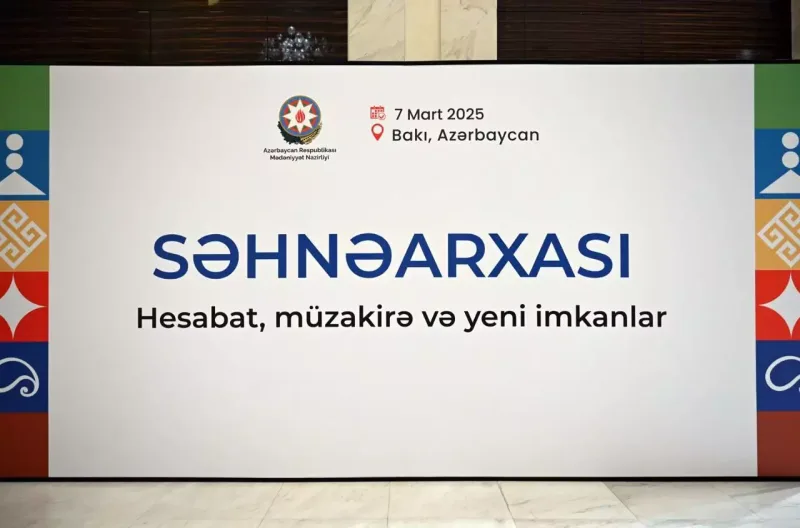 Azərbaycan Respublikası
Mədəniyyət Nazirliyi
7 Mart 2025
Bakı, Azərbaycan
SƏHNƏARXASI
Hesabat, müzakirə və yeni imkanlar